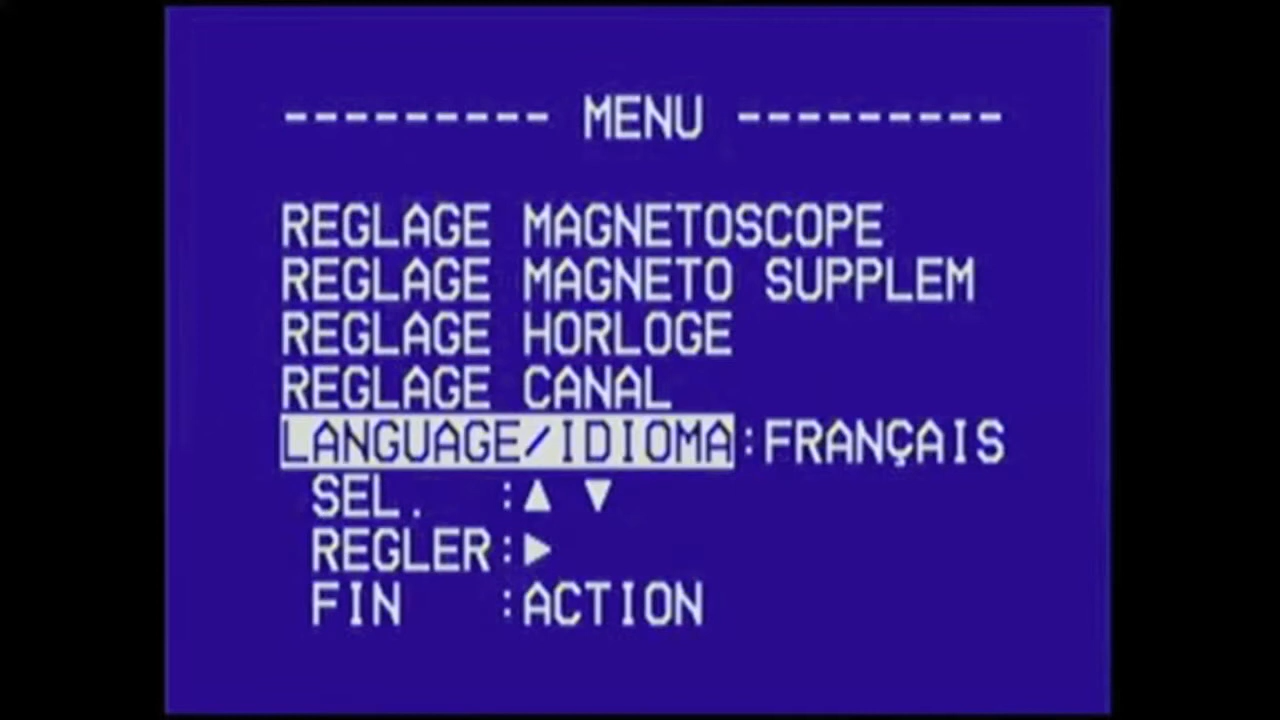 --------- MENU ---------
REGLAGE MAGNETOSCOPE
REGLAGE MAGNETO SUPPLEM
REGLAGE HORLOGE
REGLAGE CANAL
LANGUAGE/IDIOMA:FRANÇAIS
SEL. :▲ ▼
REGLER:▶
FIN :ACTION